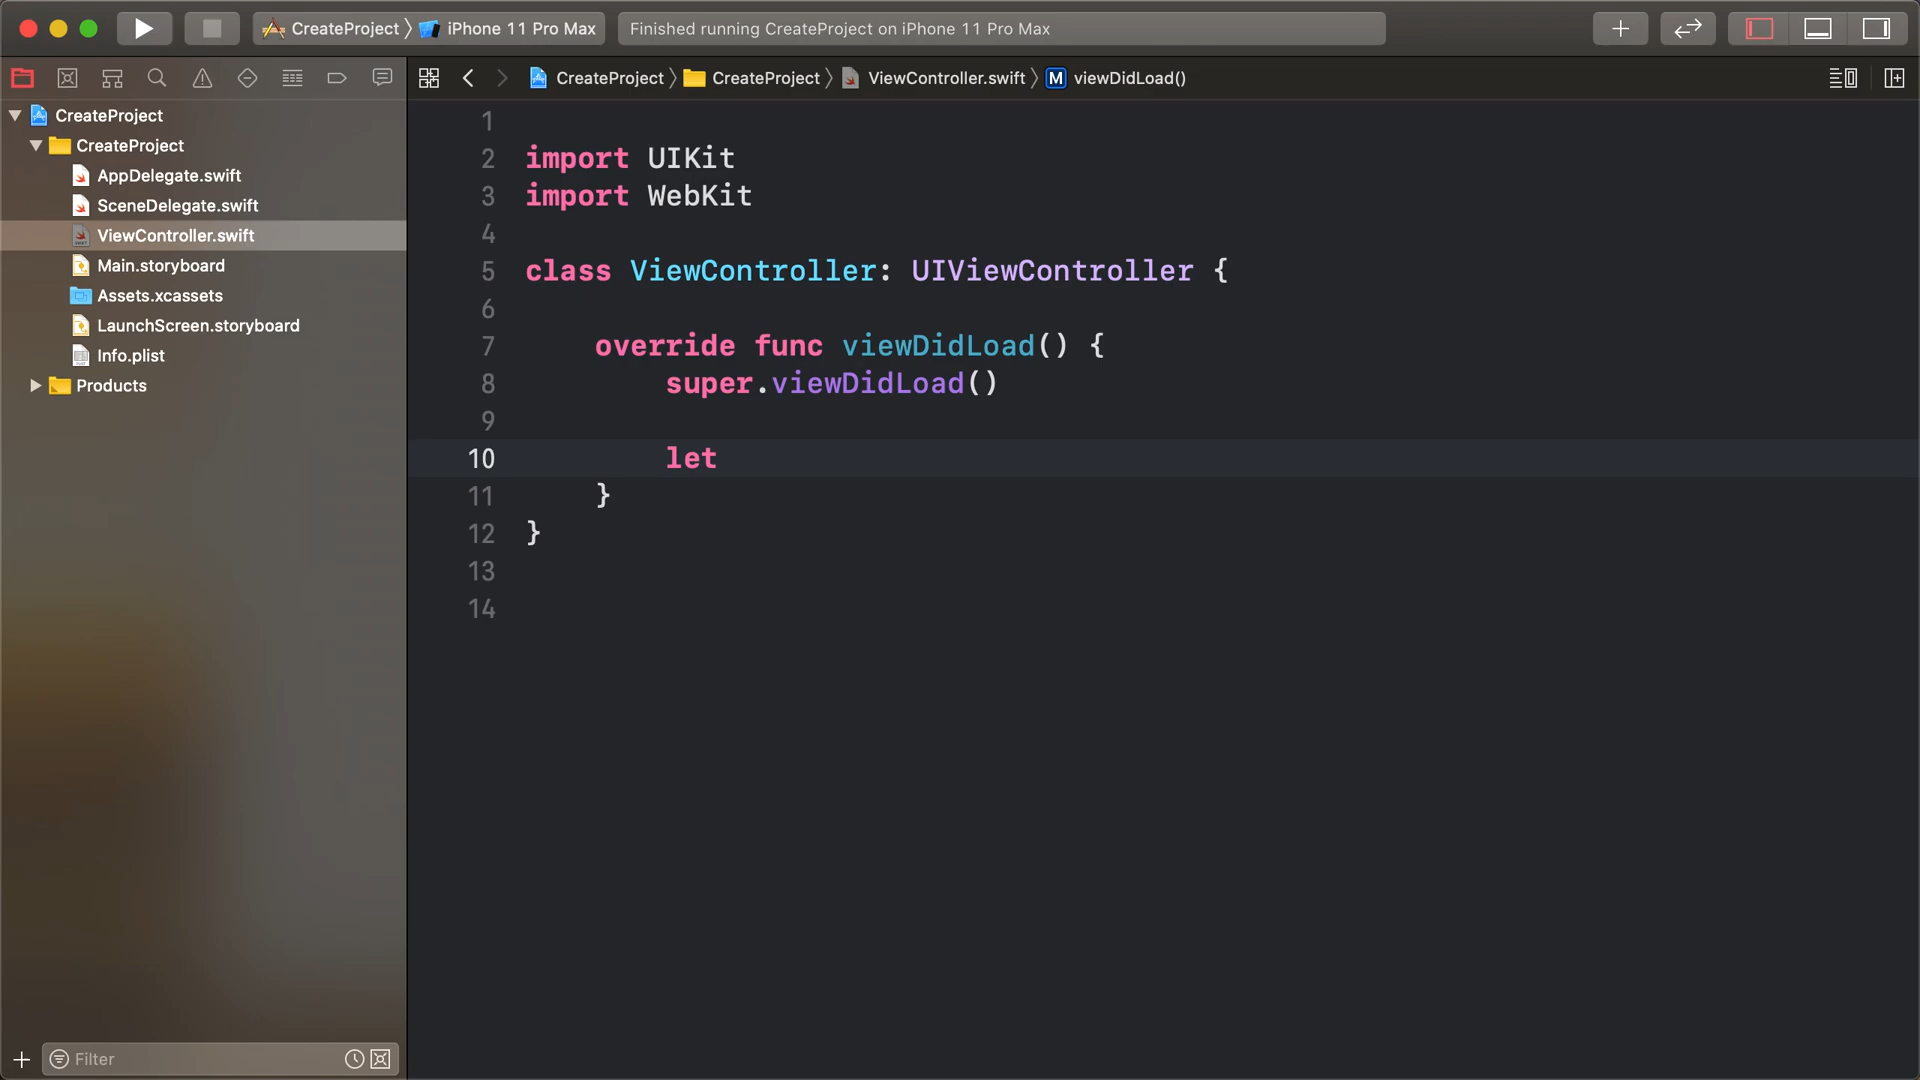 CreateProject 〉 iPhone 11 Pro Max
Finished running CreateProject on iPhone 11 Pro Max
CreateProject 〉 CreateProject 〉 ViewController.swift 〉 M viewDidLoad()
CreateProject
CreateProject
AppDelegate.swift
SceneDelegate.swift
ViewController.swift
Main.storyboard
Assets.xcassets
LaunchScreen.storyboard
Info.plist
Products
Filter
1
2 import UIKit
3 import WebKit
4
5 class ViewController: UIViewController {
6
7 override func viewDidLoad() {
8 super.viewDidLoad()
9
10 let
11 }
12 }
13
14